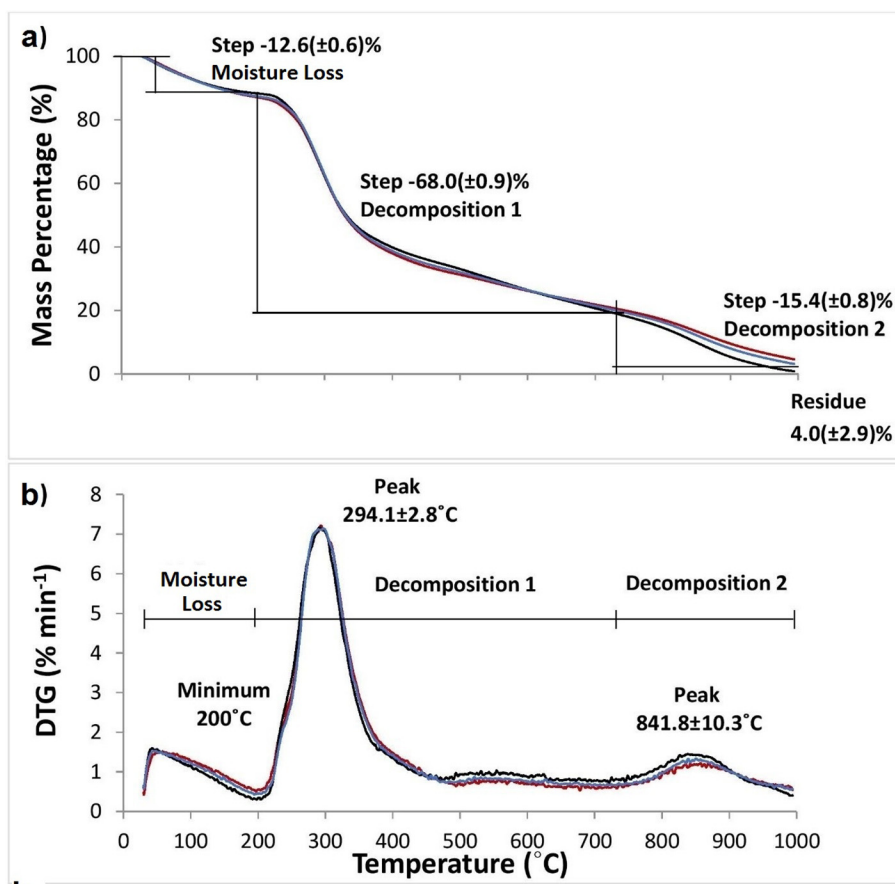 a)
Step -12.6(±0.6)%
Moisture Loss
100
80
60
40
20
0
Mass Percentage (%)
Step -68.0(±0.9)%
Decomposition 1
Step -15.4(±0.8)%
Decomposition 2
Residue
4.0(±2.9)%
b)
8
7
6
5
4
3
2
1
0
DTG (% min⁻¹)
Peak
294.1±2.8°C
Moisture
Loss
Decomposition 1
Decomposition 2
Minimum
200°C
Peak
841.8±10.3°C
0 100 200 300 400 500 600 700 800 900 1000
Temperature (°C)